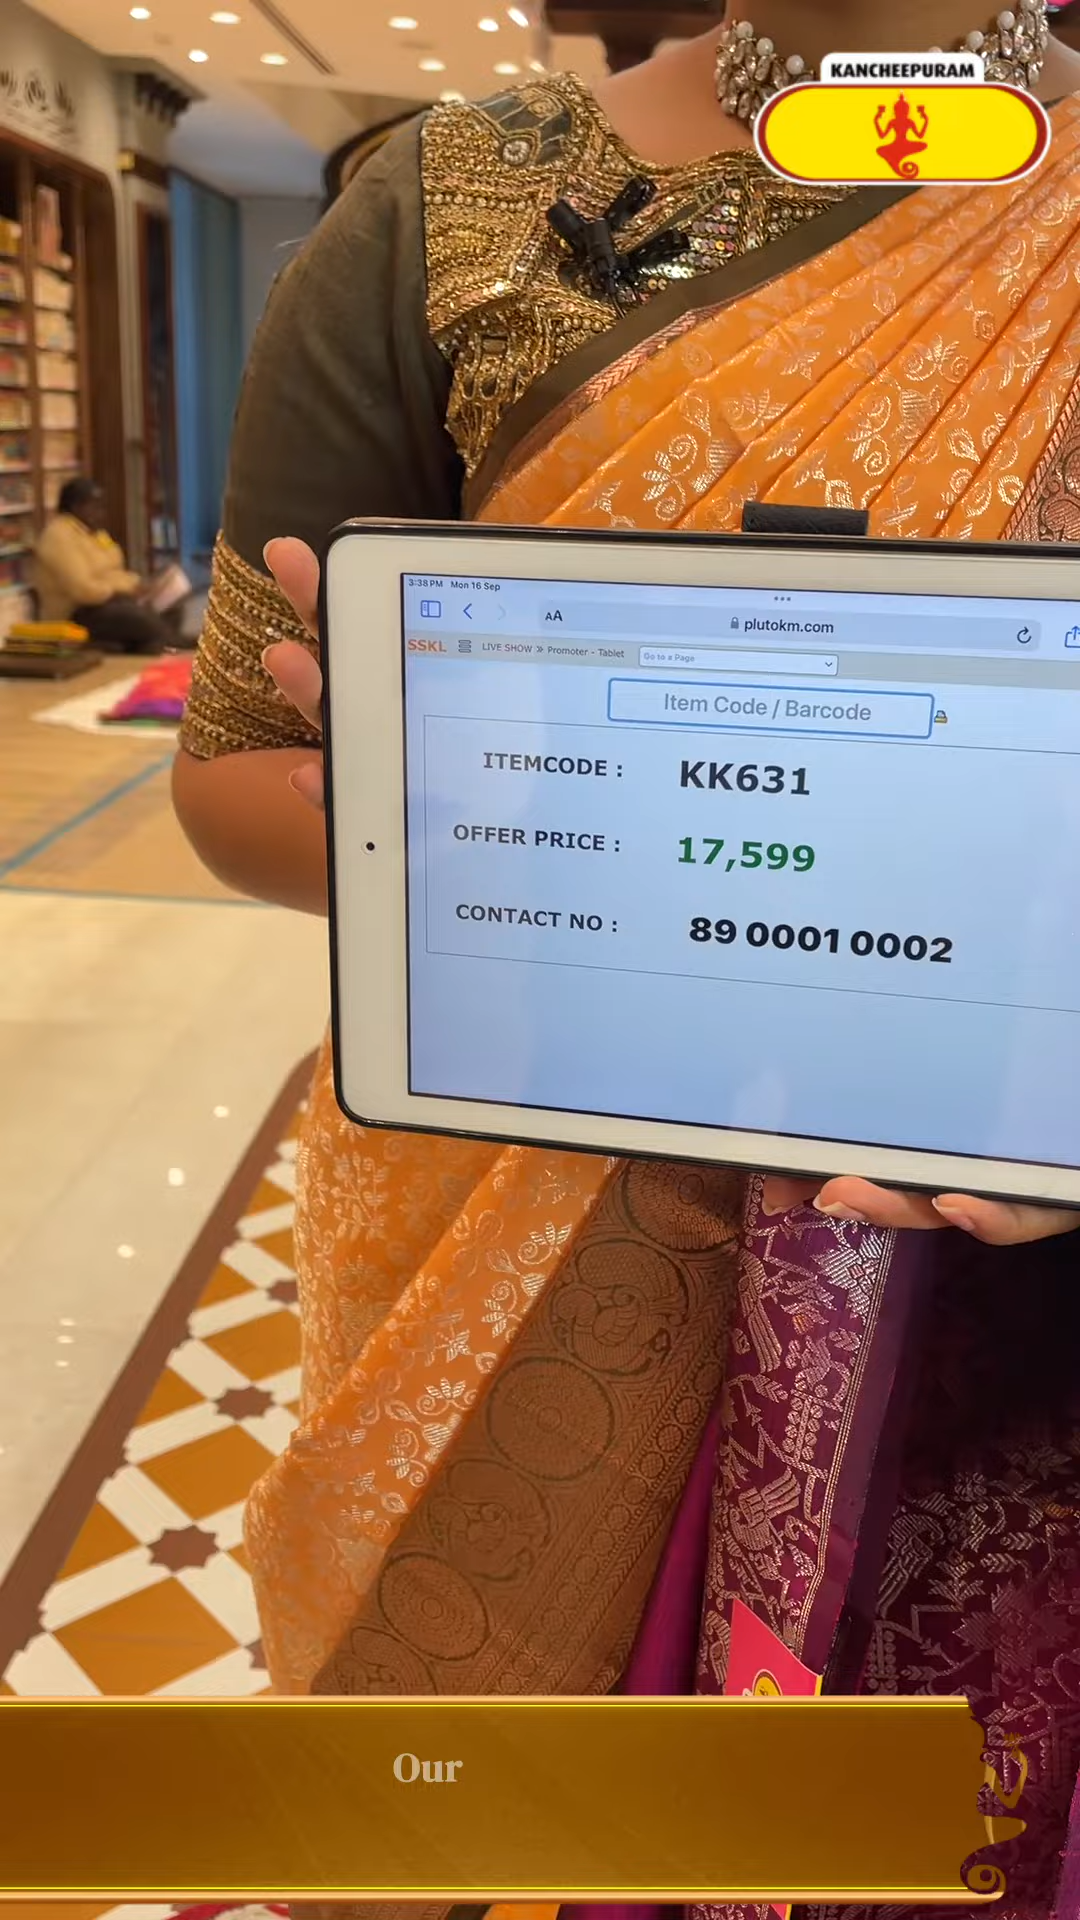 KANCHEEPURAM
3:38 PM Mon 16 Sep
AA
plutokm.com
SSKL
LIVE SHOW » Promoter - Tablet
Go to a Page
Item Code / Barcode
ITEMCODE : KK631
OFFER PRICE : 17,599
CONTACT NO : 89 0001 0002
Our